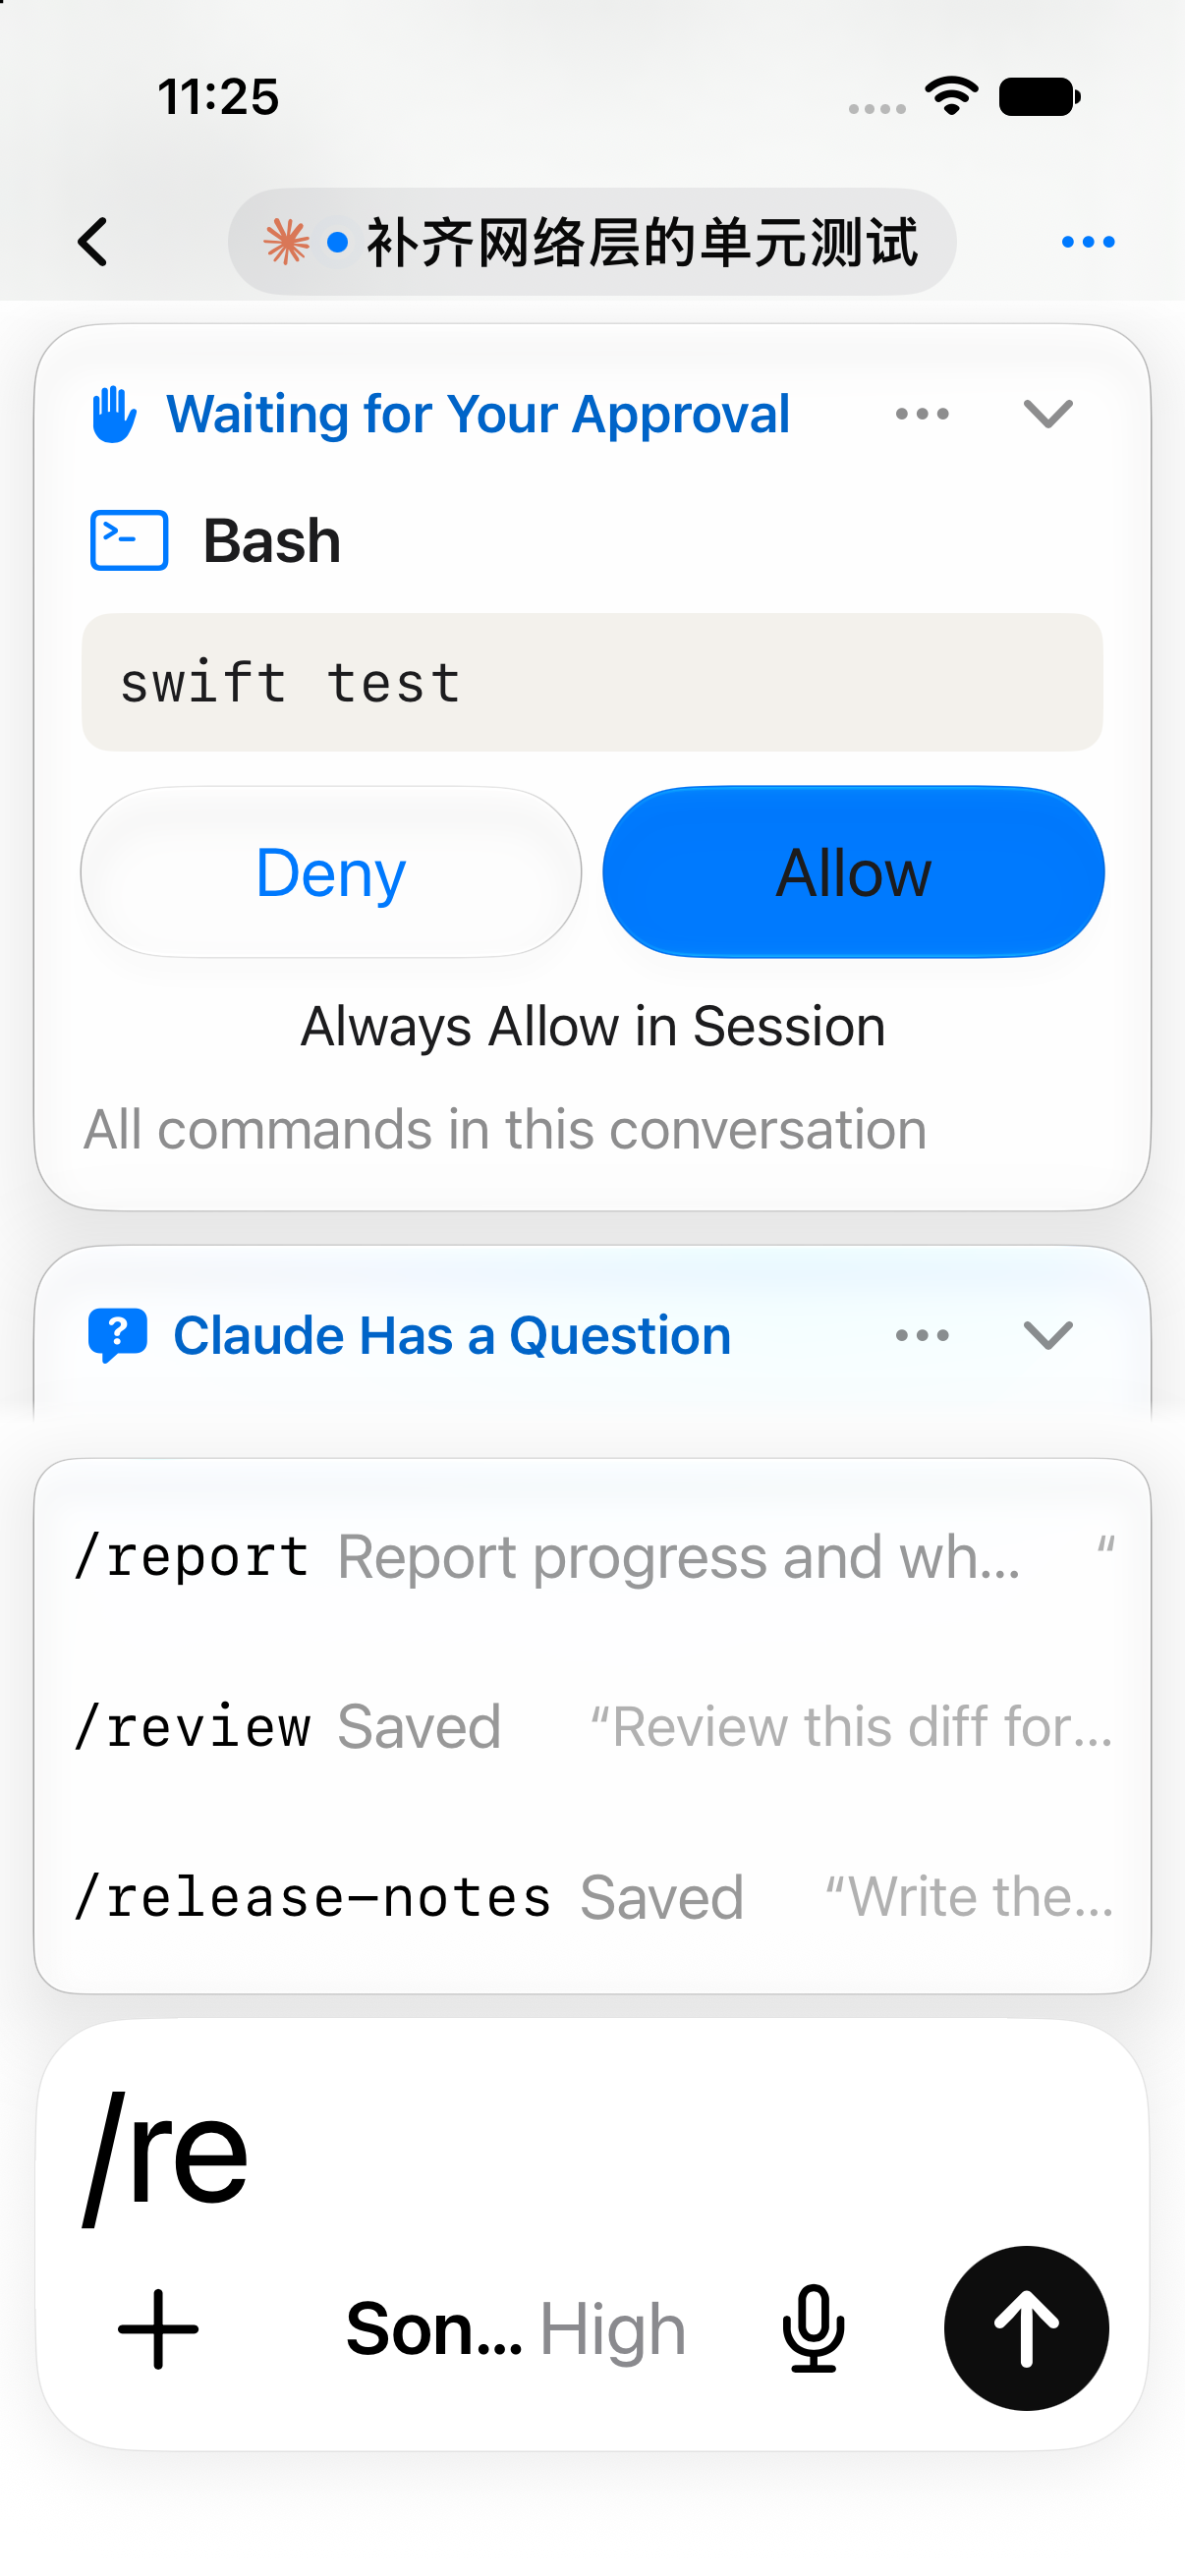 11:25
补齐网络层的单元测试
Waiting for Your Approval
Bash
swift test
Deny
Allow
Always Allow in Session
All commands in this conversation
Claude Has a Question
/report Report progress and wh... “
/review Saved “Review this diff for...
/release-notes Saved “Write the...
/re
Son... High